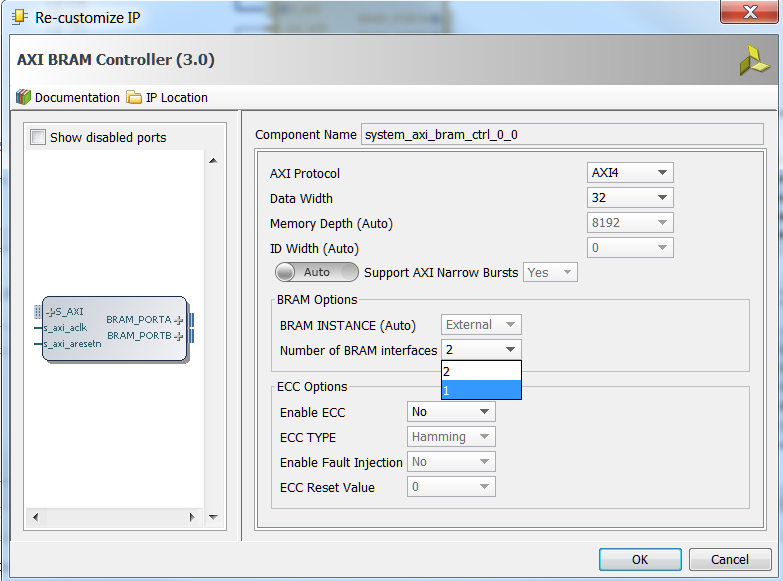 Re-customize IP
AXI BRAM Controller (3.0)
Documentation IP Location
Show disabled ports
S_AXI
s_axi_aclk
s_axi_aresetn
BRAM_PORTA
BRAM_PORTB
Component Name system_axi_bram_ctrl_0_0
AXI Protocol AXI4
Data Width 32
Memory Depth (Auto) 8192
ID Width (Auto) 0
Auto Support AXI Narrow Bursts Yes
BRAM Options
BRAM INSTANCE (Auto) External
Number of BRAM interfaces 2
2
1
ECC Options
Enable ECC No
ECC TYPE Hamming
Enable Fault Injection No
ECC Reset Value 0
OK Cancel